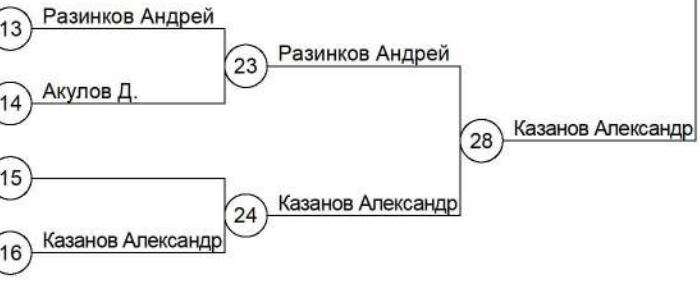 13 Разинков Андрей
23 Разинков Андрей
14 Акулов Д.
28 Казанов Александр
15
24 Казанов Александр
16 Казанов Александр